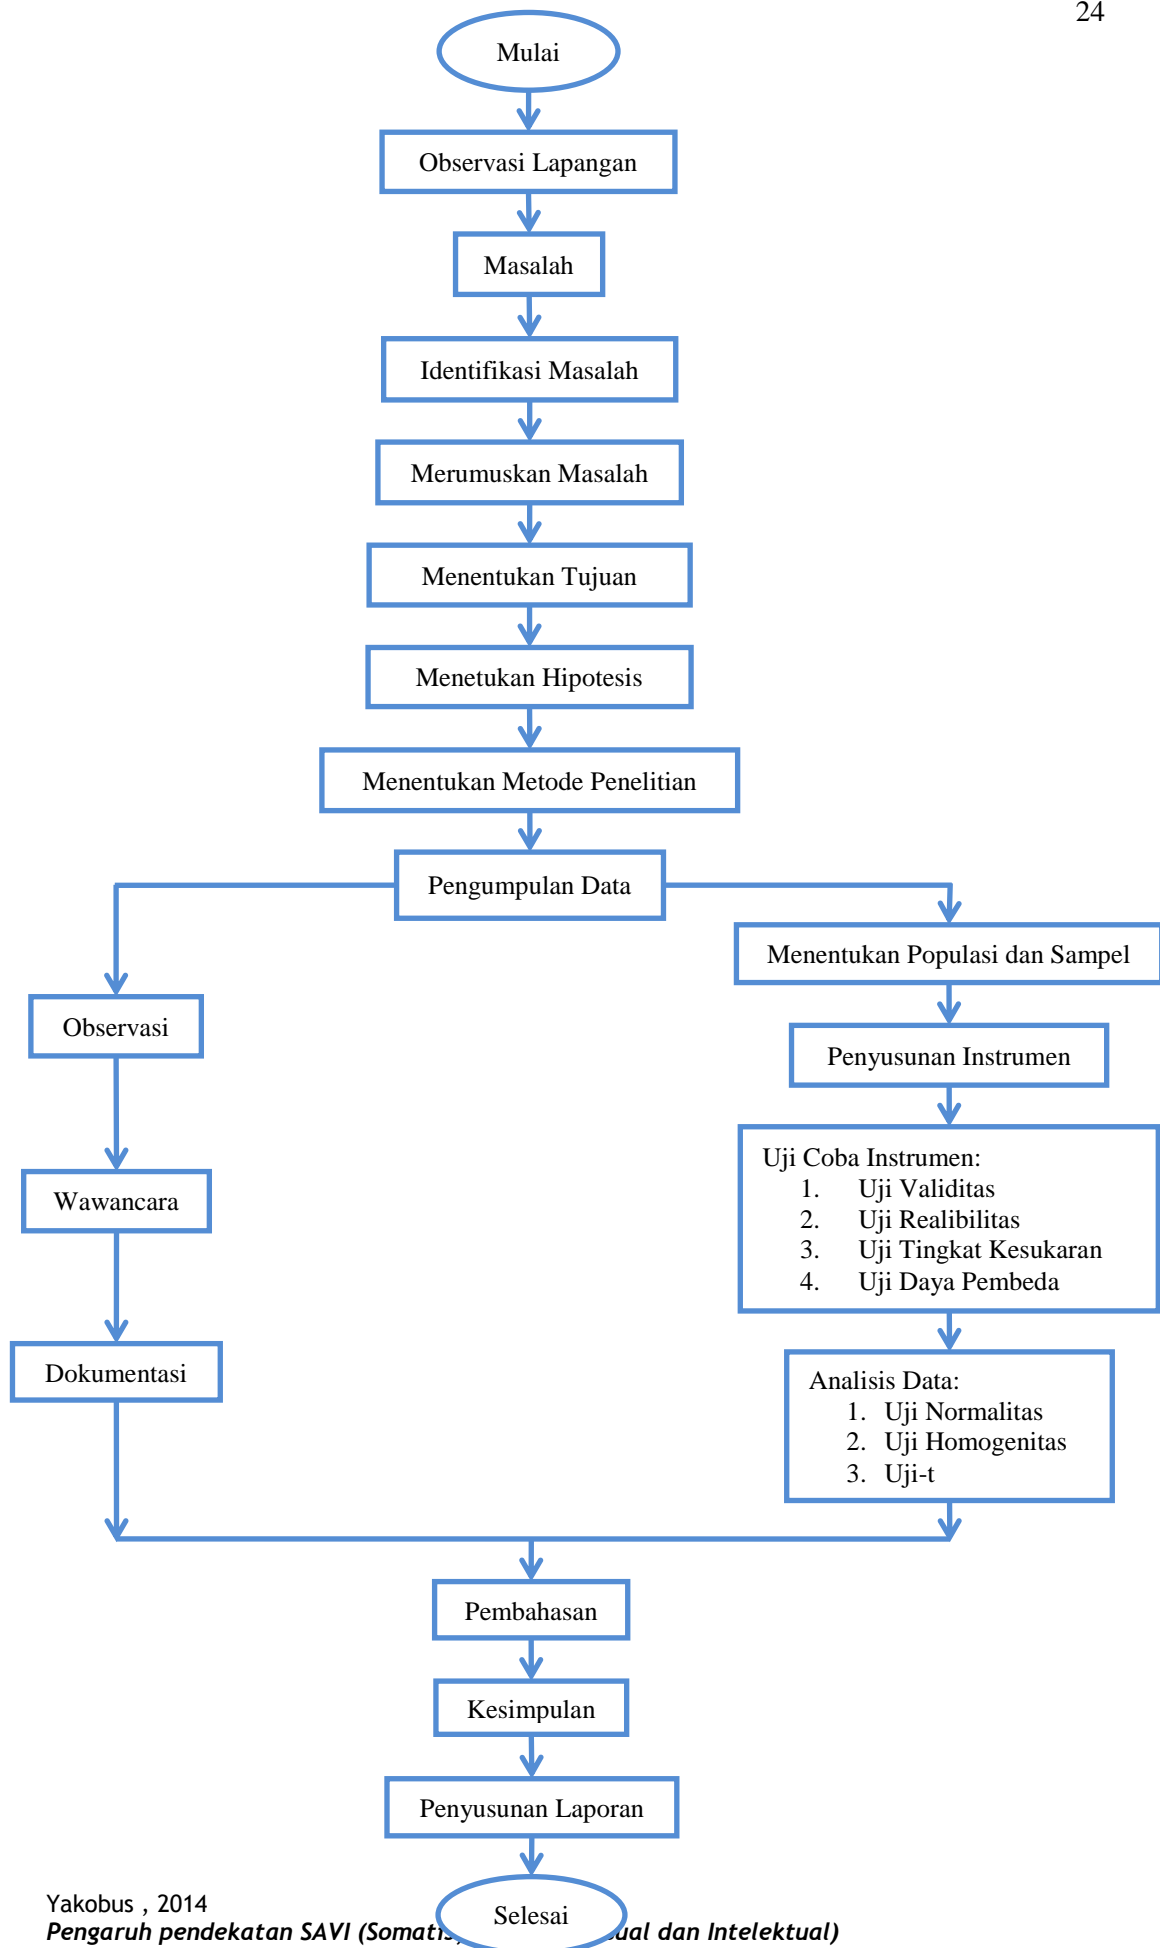 24
Mulai
Observasi Lapangan
Masalah
Identifikasi Masalah
Merumuskan Masalah
Menentukan Tujuan
Menetukan Hipotesis
Menentukan Metode Penelitian
Pengumpulan Data
Observasi
Wawancara
Dokumentasi
Menentukan Populasi dan Sampel
Penyusunan Instrumen
Uji Coba Instrumen:
1. Uji Validitas
2. Uji Realibilitas
3. Uji Tingkat Kesukaran
4. Uji Daya Pembeda
Analisis Data:
1. Uji Normalitas
2. Uji Homogenitas
3. Uji-t
Pembahasan
Kesimpulan
Penyusunan Laporan
Selesai
Yakobus , 2014
Pengaruh pendekatan SAVI (Somatis, dan Intelektual)